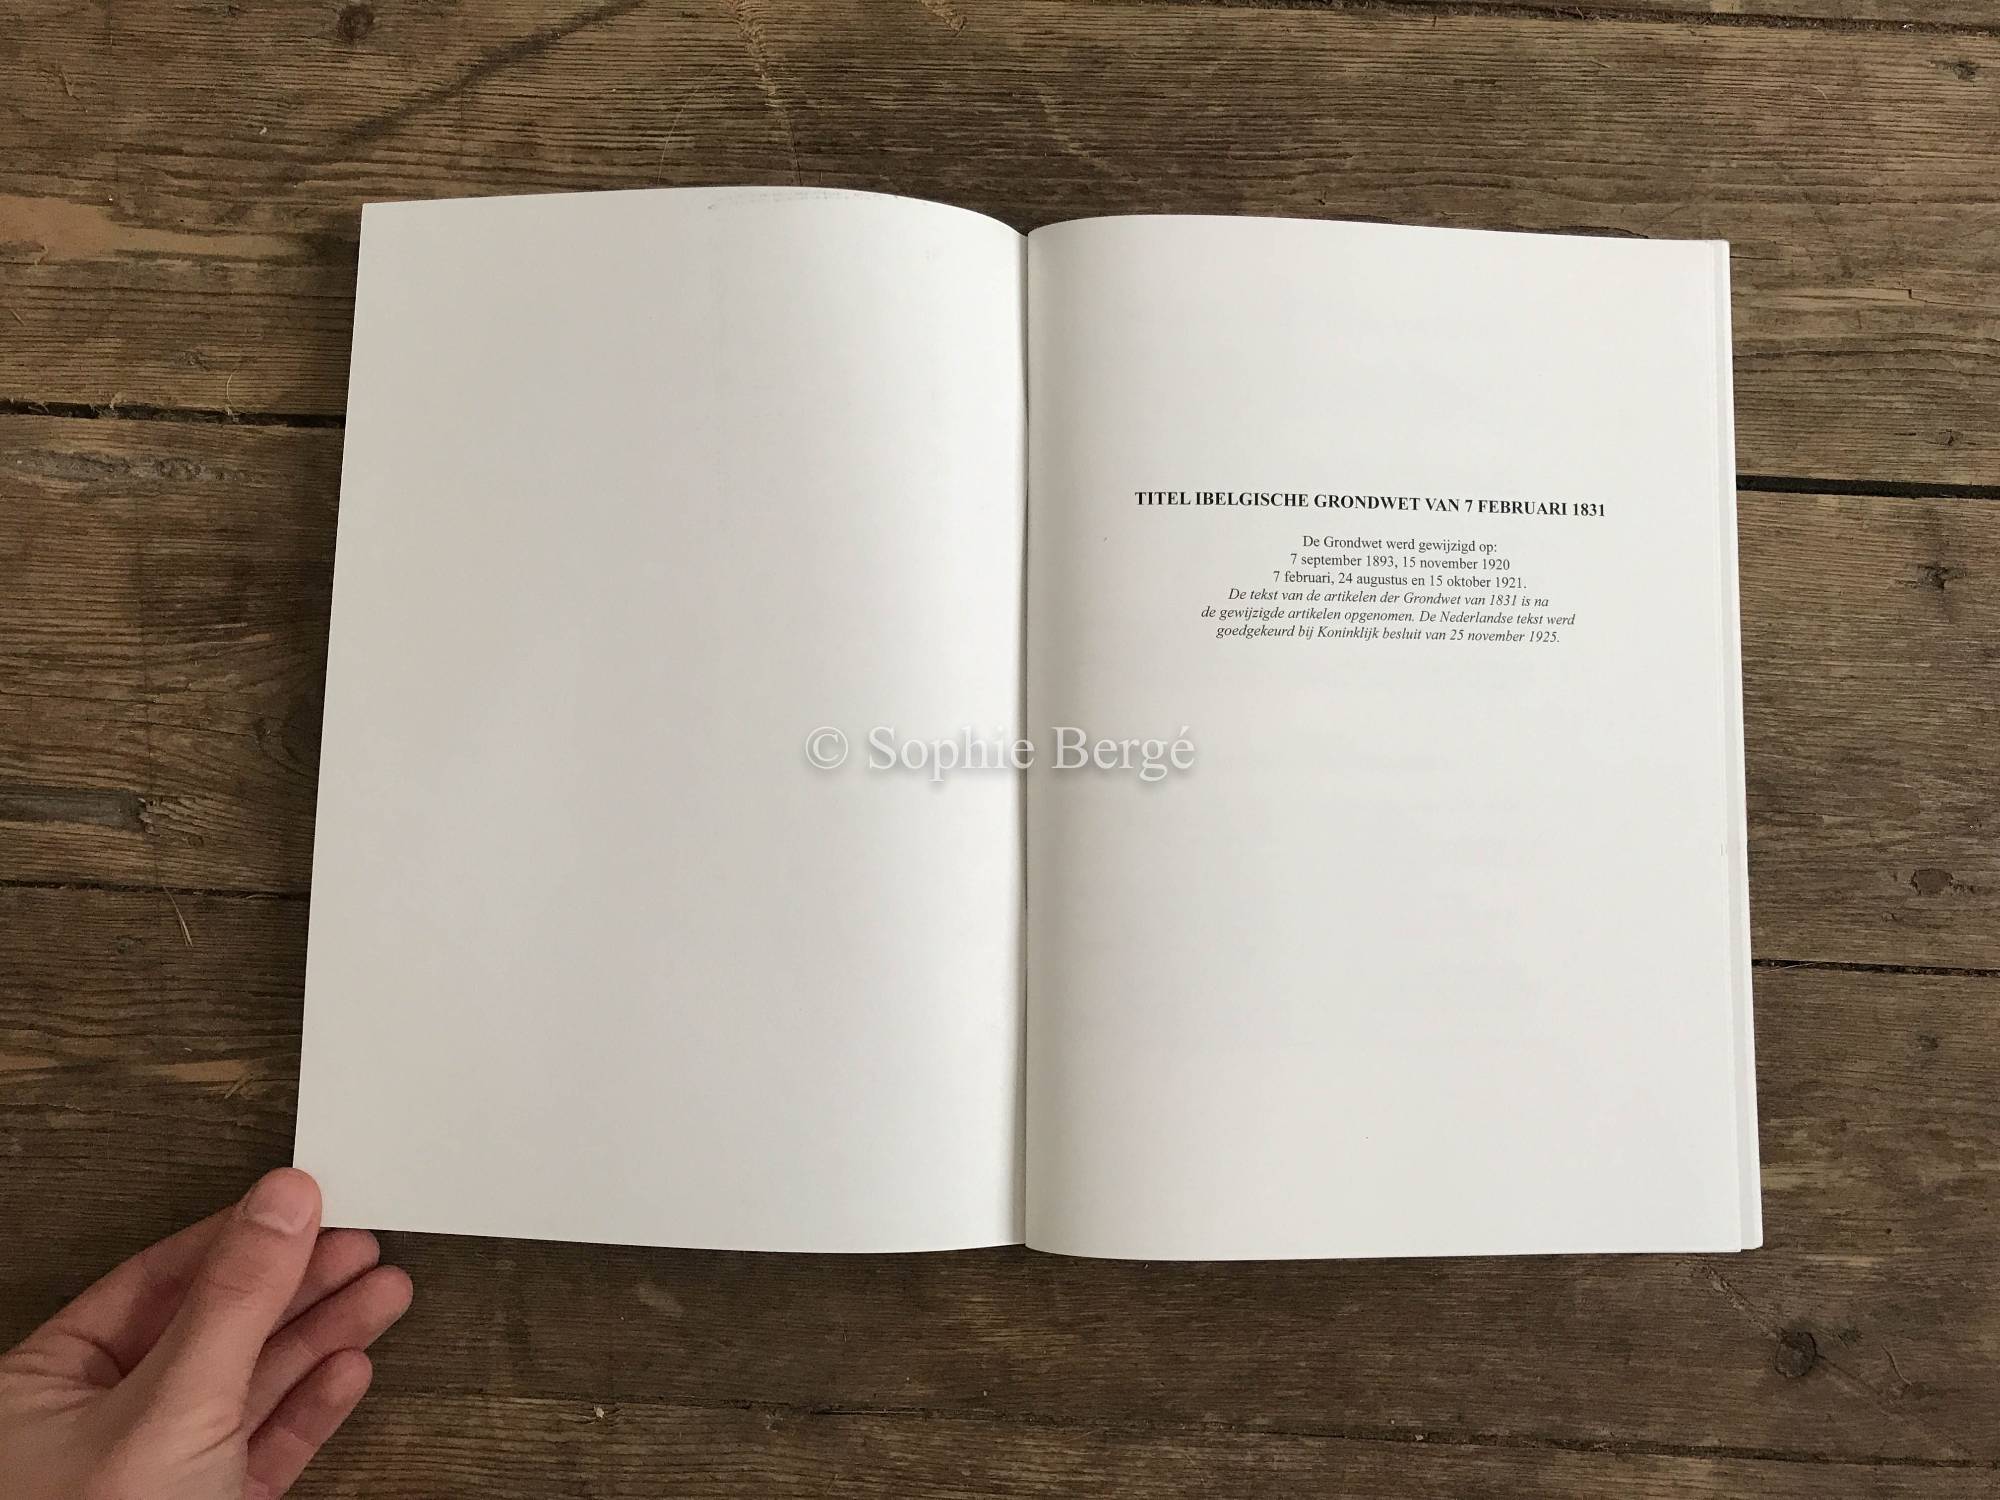 TITEL IBELGISCHE GRONDWET VAN 7 FEBRUARI 1831
De Grondwet werd gewijzigd op:
7 september 1893, 15 november 1920
7 februari, 24 augustus en 15 oktober 1921.
De tekst van de artikelen der Grondwet van 1831 is na
de gewijzigde artikelen opgenomen. De Nederlandse tekst werd
goedgekeurd bij Koninklijk besluit van 25 november 1925.
© Sophie Bergé